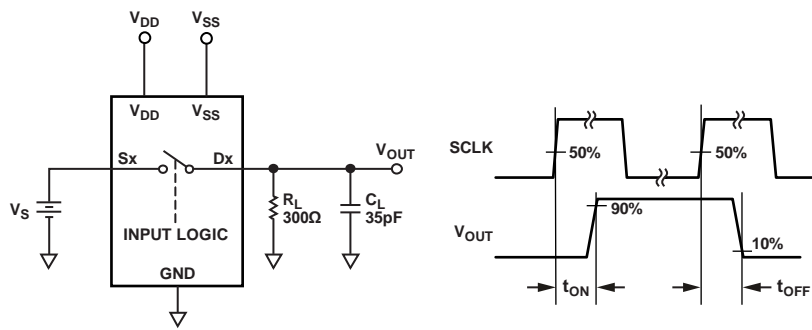 VDD
VSS
VDD
VSS
Sx
Dx
VOUT
VS
RL
300Ω
CL
35pF
INPUT LOGIC
GND
SCLK
50%
50%
VOUT
90%
10%
tON
tOFF